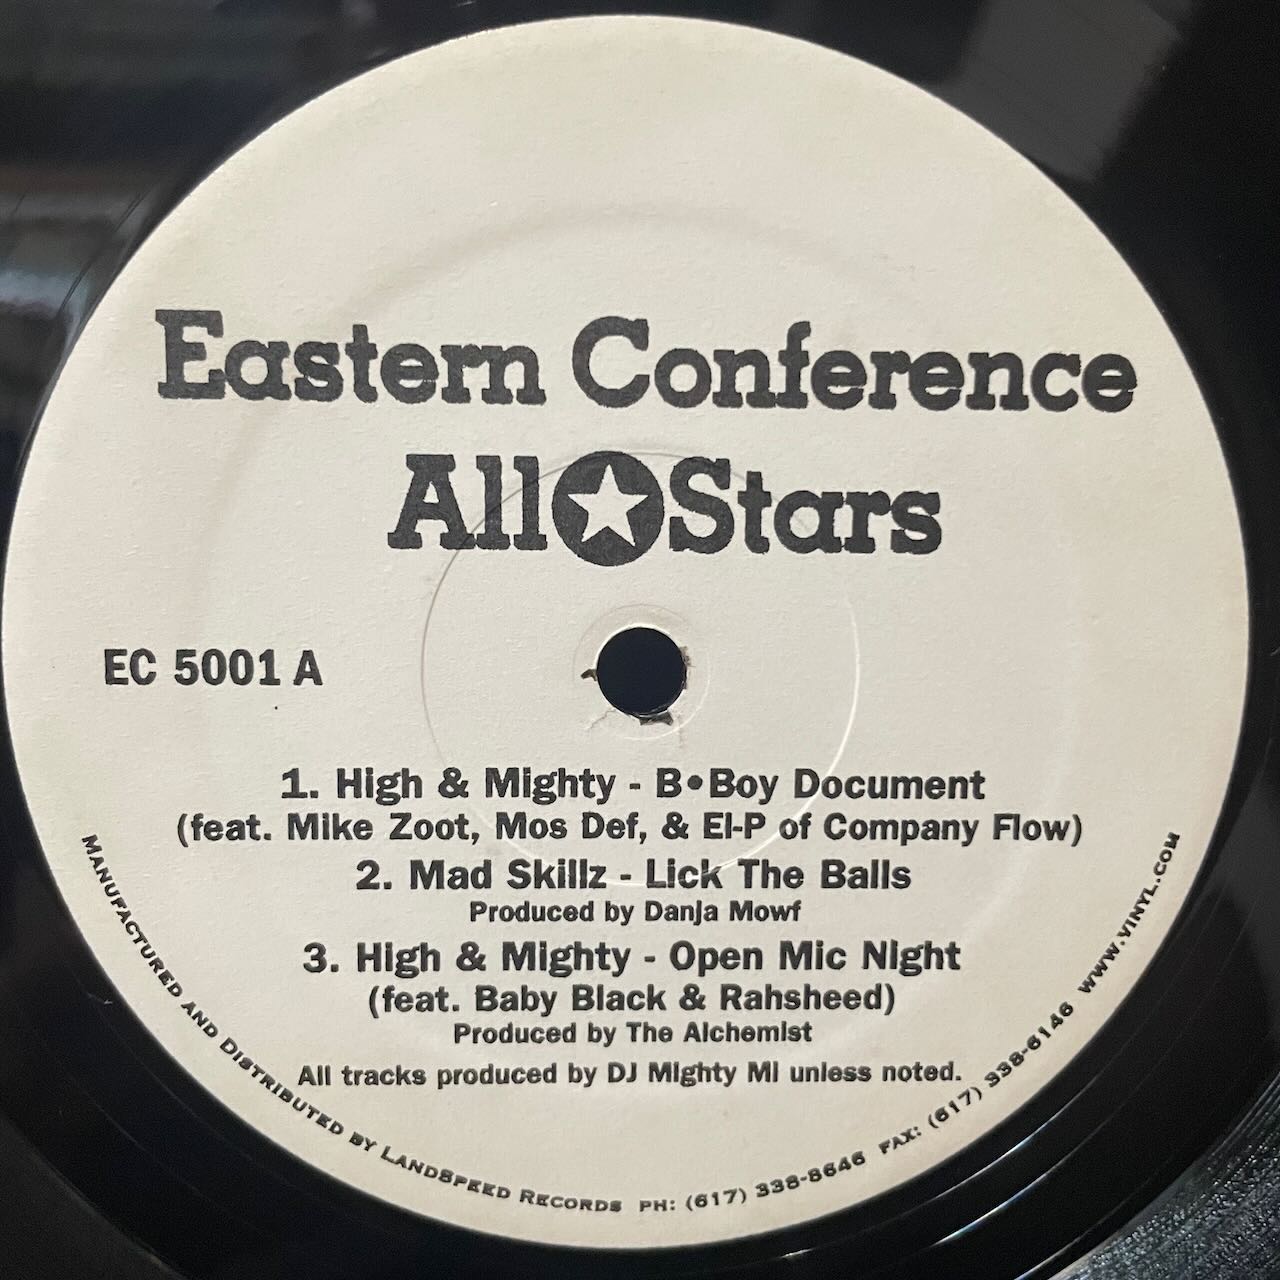 Eastern Conference
All★Stars
EC 5001 A
1. High & Mighty - B•Boy Document
(feat. Mike Zoot, Mos Def, & El-P of Company Flow)
2. Mad Skillz - Lick The Balls
Produced by Danja Mowf
3. High & Mighty - Open Mic Night
(feat. Baby Black & Rahsheed)
Produced by The Alchemist
All tracks produced by DJ Mighty Mi unless noted.
Manufactured and Distributed by LandSpeed Records ph: (617) 338-8646 fax: (617) 338-6146 www.vinyl.com